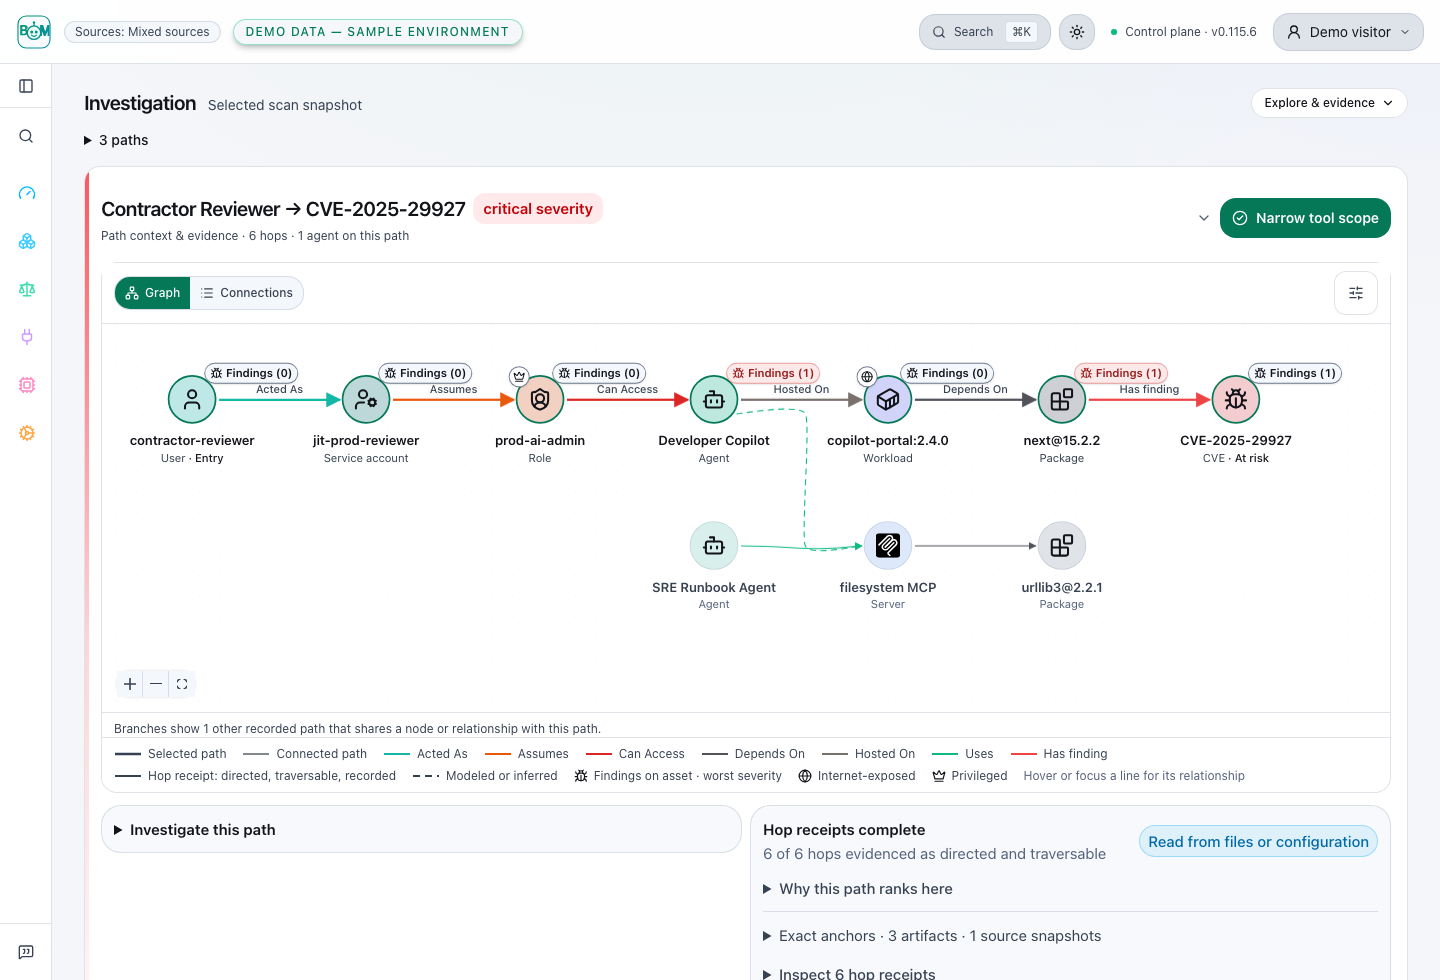 BOM
Sources: Mixed sources
DEMO DATA — SAMPLE ENVIRONMENT
Search
⌘K
Control plane · v0.115.6
Demo visitor
Investigation
Selected scan snapshot
Explore & evidence
3 paths
Contractor Reviewer → CVE-2025-29927
critical severity
Path context & evidence · 6 hops · 1 agent on this path
Narrow tool scope
Graph
Connections
Findings (0)
Findings (0)
Findings (0)
Findings (1)
Findings (0)
Findings (1)
Findings (1)
Acted As
Assumes
Can Access
Hosted On
Depends On
Has finding
contractor-reviewer
User · Entry
jit-prod-reviewer
Service account
prod-ai-admin
Role
Developer Copilot
Agent
copilot-portal:2.4.0
Workload
next@15.2.2
Package
CVE-2025-29927
CVE · At risk
SRE Runbook Agent
Agent
filesystem MCP
Server
urllib3@2.2.1
Package
Branches show 1 other recorded path that shares a node or relationship with this path.
Selected path
Connected path
Acted As
Assumes
Can Access
Depends On
Hosted On
Uses
Has finding
Hop receipt: directed, traversable, recorded
Modeled or inferred
Findings on asset · worst severity
Internet-exposed
Privileged
Hover or focus a line for its relationship
Investigate this path
Hop receipts complete
6 of 6 hops evidenced as directed and traversable
Read from files or configuration
Why this path ranks here
Exact anchors · 3 artifacts · 1 source snapshots
Inspect 6 hop receipts